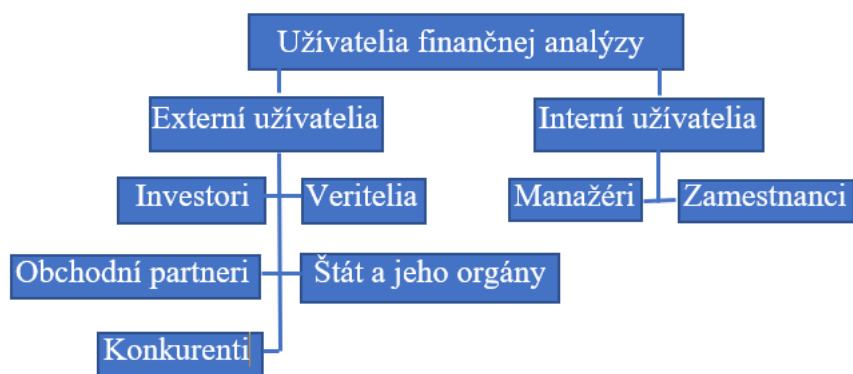 Užívatelia finančnej analýzy
Externí užívatelia
Interní užívatelia
Investori
Veritelia
Manažéri
Zamestnanci
Obchodní partneri
Štát a jeho orgány
Konkurenti